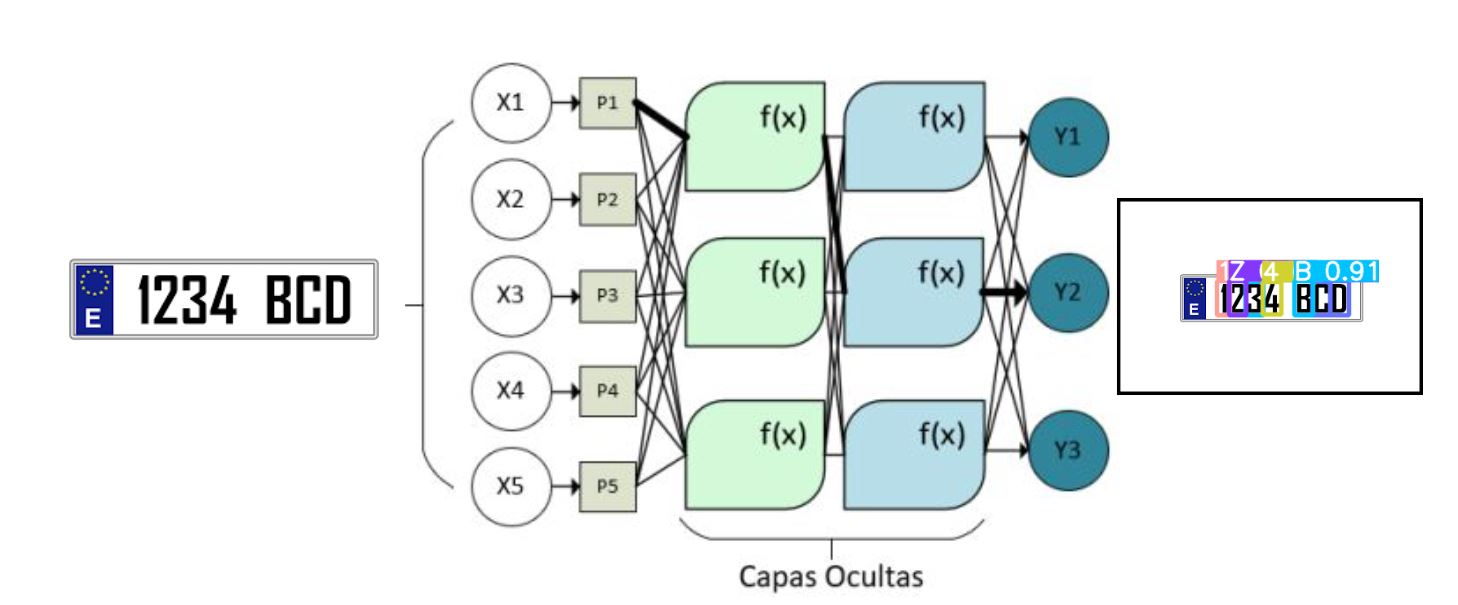 E 1234 BCD
X1 P1 f(x) f(x) Y1
X2 P2
X3 P3 f(x) f(x) Y2
X4 P4
X5 P5 f(x) f(x) Y3
Capas Ocultas
1Z 4 B 0.91
E 1234 BCD